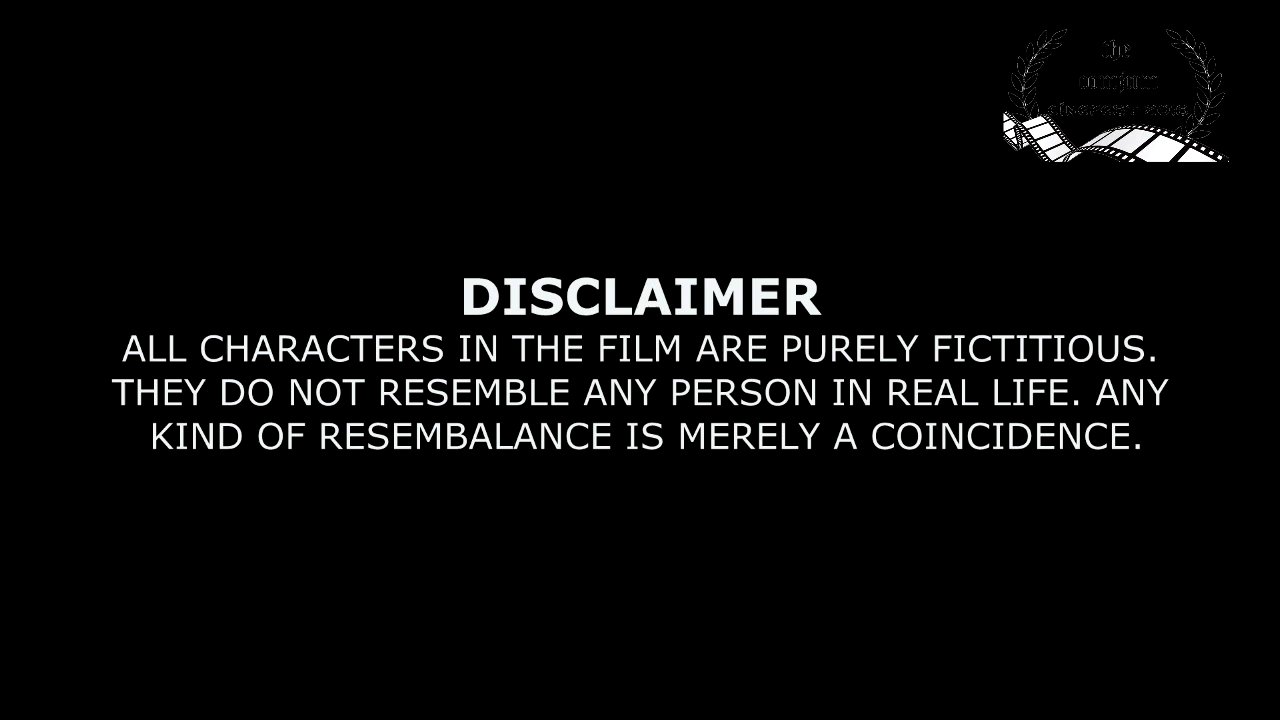 the
DISCLAIMER
ALL CHARACTERS IN THE FILM ARE PURELY FICTITIOUS.
THEY DO NOT RESEMBLE ANY PERSON IN REAL LIFE. ANY
KIND OF RESEMBALANCE IS MERELY A COINCIDENCE.